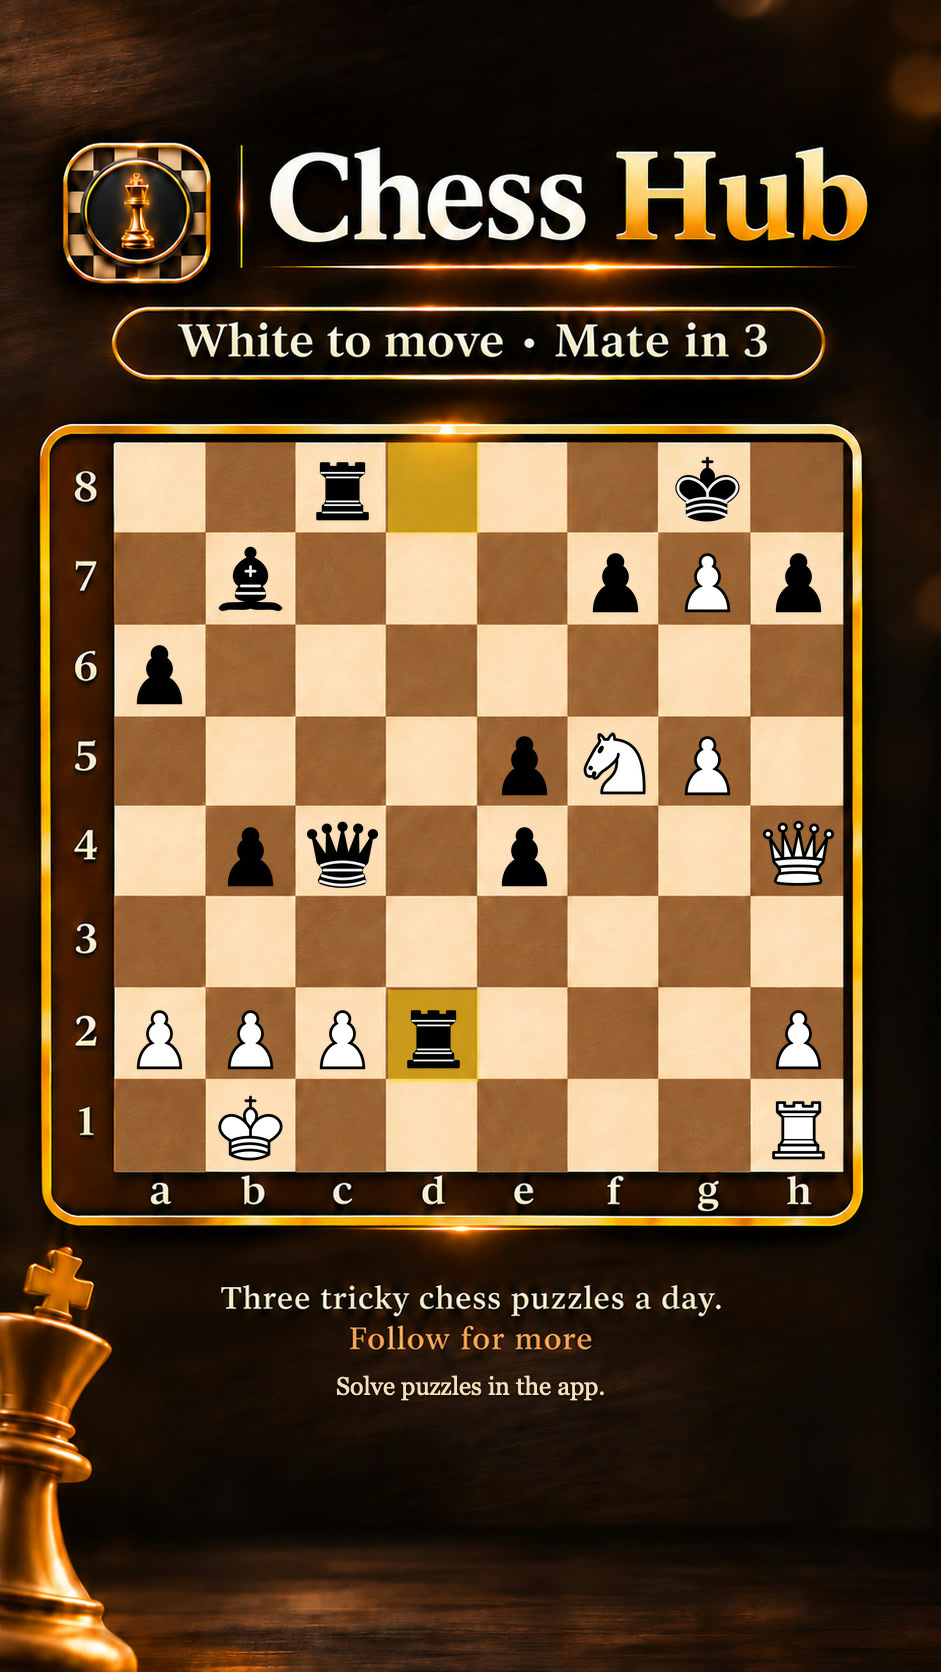 Chess Hub
White to move • Mate in 3
8
7
6
5
4
3
2
1
a b c d e f g h
Three tricky chess puzzles a day.
Follow for more
Solve puzzles in the app.